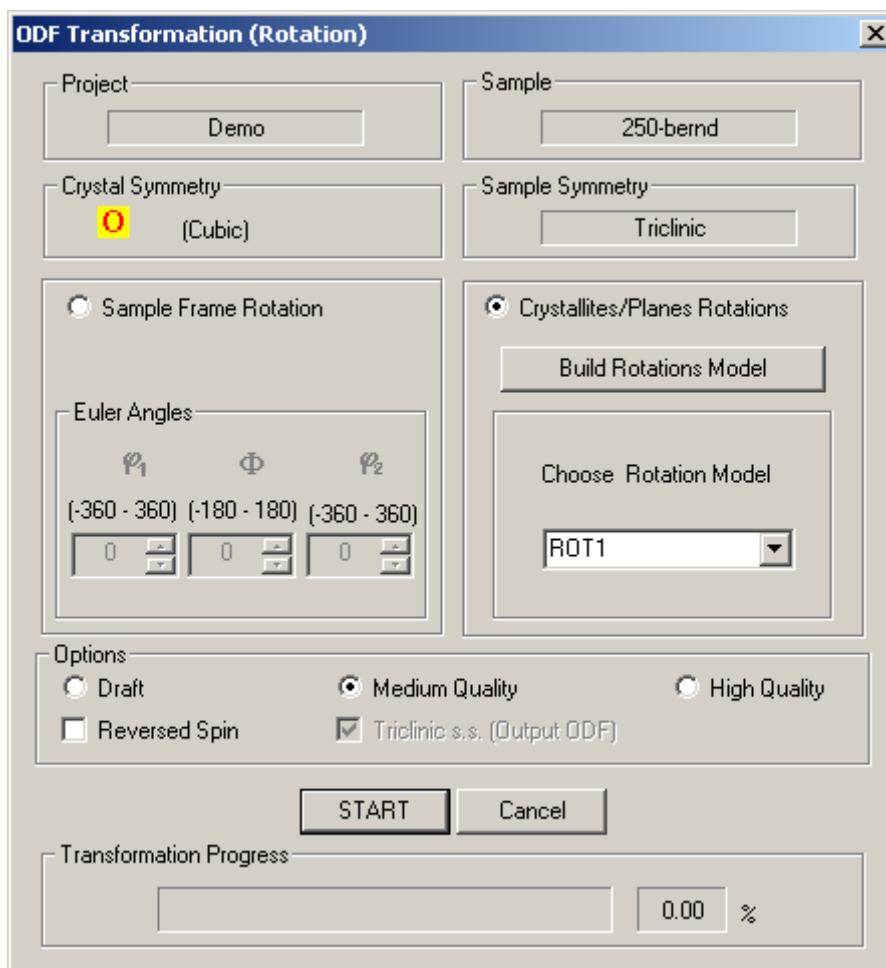 ODF Transformation (Rotation)
Project
Demo
Sample
250-bernd
Crystal Symmetry
O (Cubic)
Sample Symmetry
Triclinic
Sample Frame Rotation
Euler Angles
φ1 Φ φ2
(-360 - 360) (-180 - 180) (-360 - 360)
0 0 0
Crystallites/Planes Rotations
Build Rotations Model
Choose Rotation Model
ROT1
Options
Draft Medium Quality High Quality
Reversed Spin Triclinic s.s. (Output ODF)
START Cancel
Transformation Progress
0.00 %